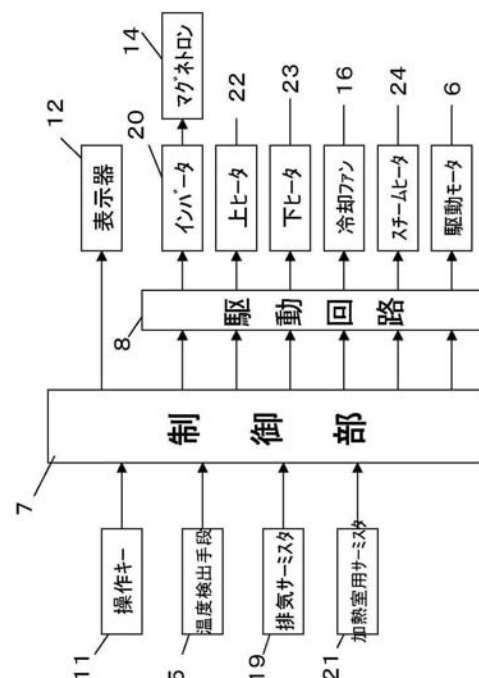 14
マグネトロン
12
表示器
20
インバータ
22
上ヒータ
23
下ヒータ
16
冷却ファン
24
スチームヒータ
6
駆動モータ
8
駆動回路
7
制御部
操作キー
11
温度検出手段
5
排気サーミスタ
19
加熱室用サーミスタ
21